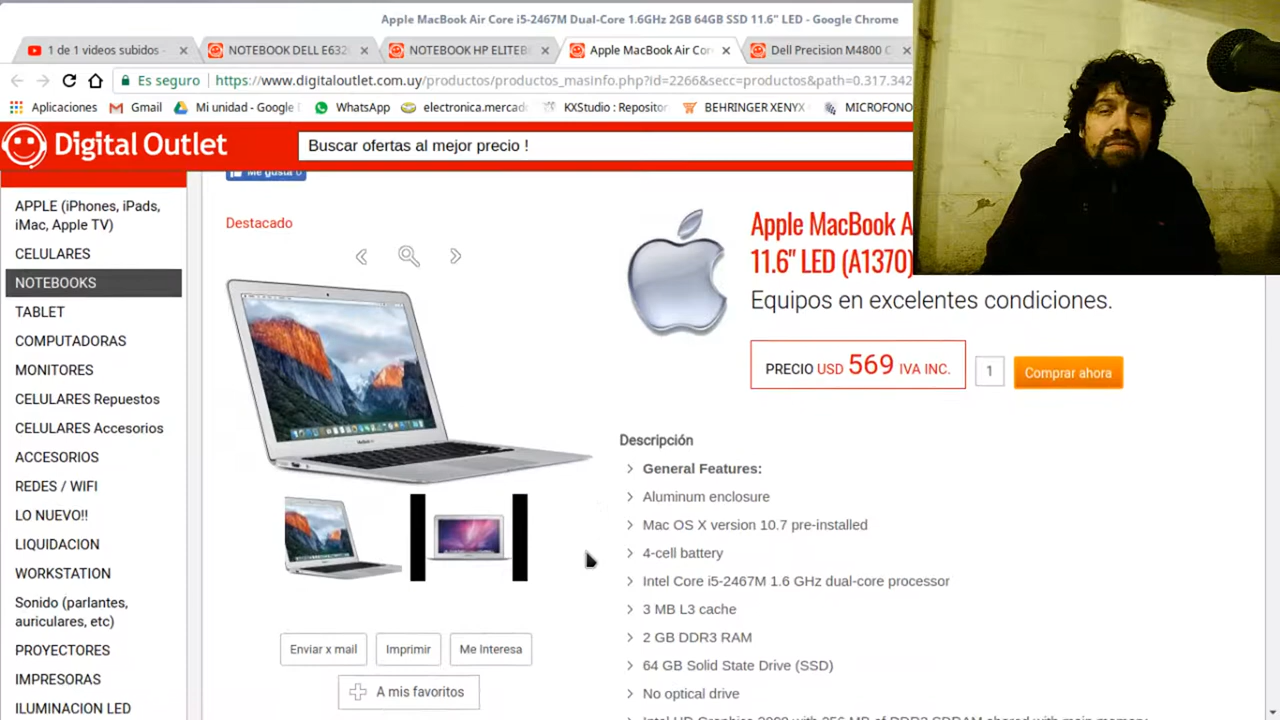 Apple MacBook Air Core i5-2467M Dual-Core 1.6GHz 2GB 64GB SSD 11.6" LED - Google Chrome
1 de 1 videos subidos -
NOTEBOOK DELL E632
NOTEBOOK HP ELITEB
Apple MacBook Air Cor
Dell Precision M4800 C
Es seguro
https://www.digitaloutlet.com.uy/productos/productos_masinfo.php?id=2266&secc=productos&path=0.317.342
Aplicaciones
Gmail
Mi unidad - Google
WhatsApp
electronica.mercad
KXStudio : Repositor
BEHRINGER XENYX
MICROFONO
Digital Outlet
Buscar ofertas al mejor precio !
Me gusta 0
APPLE (iPhones, iPads,
iMac, Apple TV)
CELULARES
NOTEBOOKS
TABLET
COMPUTADORAS
MONITORES
CELULARES Repuestos
CELULARES Accesorios
ACCESORIOS
REDES / WIFI
LO NUEVO!!
LIQUIDACION
WORKSTATION
Sonido (parlantes,
auriculares, etc)
PROYECTORES
IMPRESORAS
ILUMINACION LED
Destacado
Enviar x mail
Imprimir
Me Interesa
A mis favoritos
Apple MacBook A
11.6" LED (A1370)
Equipos en excelentes condiciones.
PRECIO USD 569 IVA INC.
1
Comprar ahora
Descripción
General Features:
Aluminum enclosure
Mac OS X version 10.7 pre-installed
4-cell battery
Intel Core i5-2467M 1.6 GHz dual-core processor
3 MB L3 cache
2 GB DDR3 RAM
64 GB Solid State Drive (SSD)
No optical drive